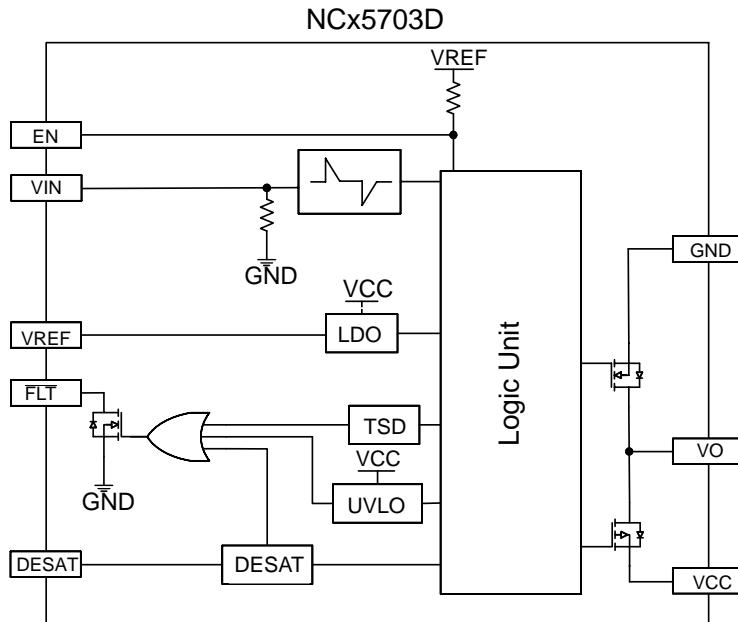 NCx5703D
VREF
EN
VIN
GND
GND
VCC
VREF
LDO
Logic Unit
FLT
TSD
VO
VCC
GND
UVLO
DESAT
DESAT
VCC